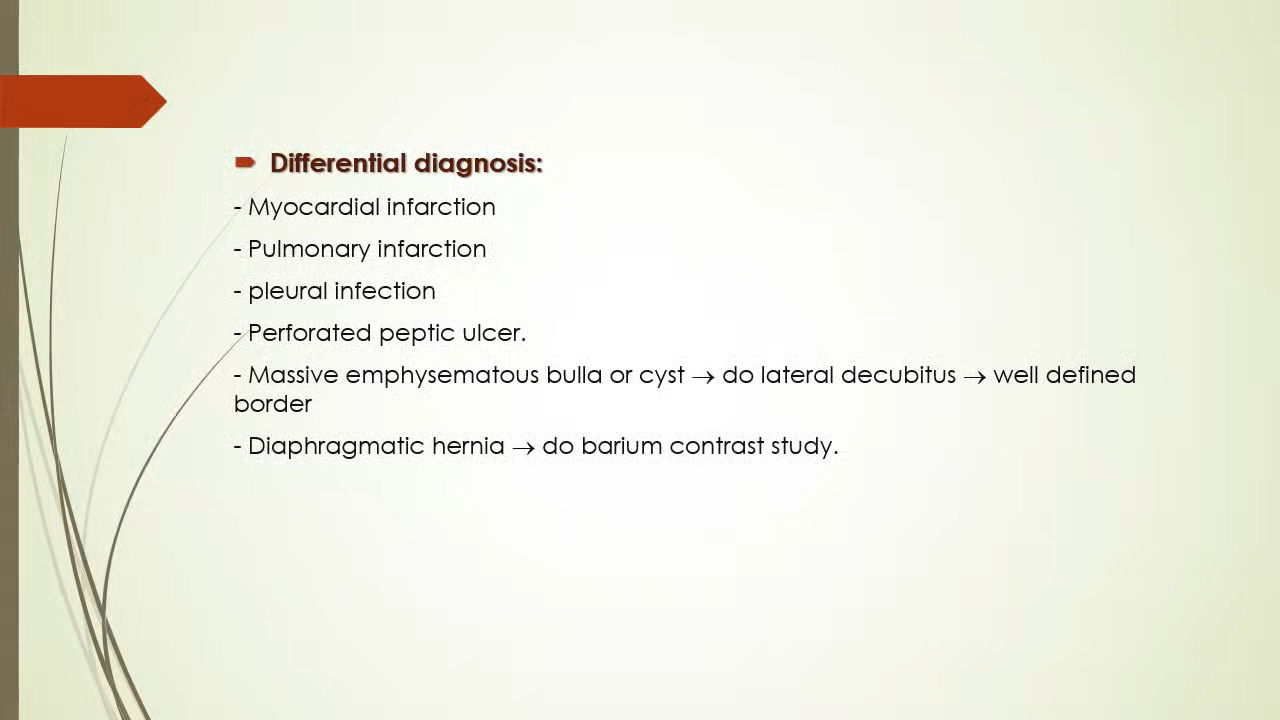 Differential diagnosis:
- Myocardial infarction
- Pulmonary infarction
- pleural infection
- Perforated peptic ulcer.
- Massive emphysematous bulla or cyst → do lateral decubitus → well defined
border
- Diaphragmatic hernia → do barium contrast study.